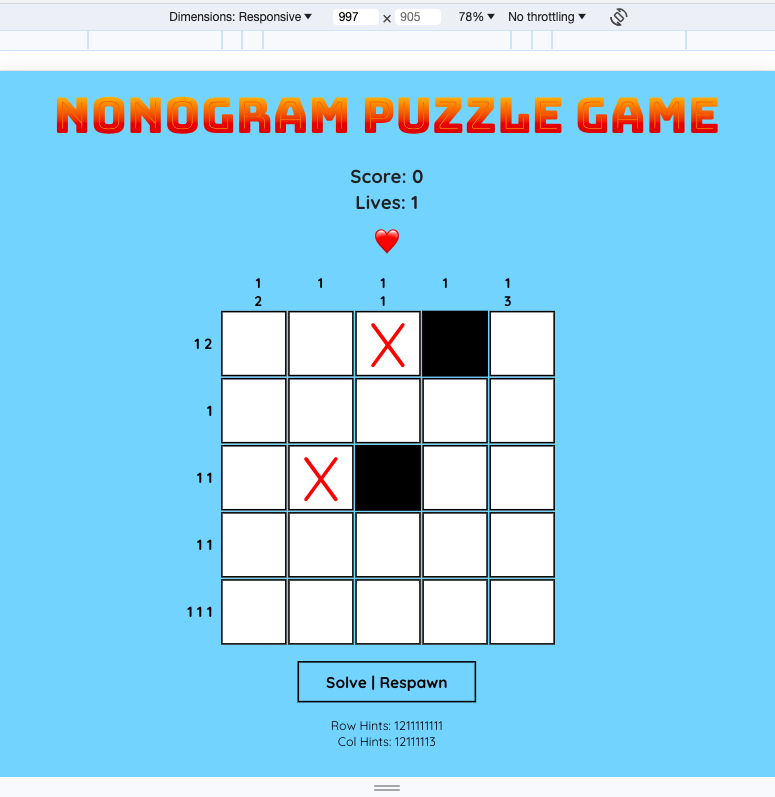 Dimensions: Responsive ▼ 997 × 905 78% ▼ No throttling ▼
NONOGRAM PUZZLE GAME
Score: 0
Lives: 1
1 1 1 1 1
2 1 3
1 2
1
1 1
1 1
1 1 1
Solve | Respawn
Row Hints: 1211111111
Col Hints: 12111113